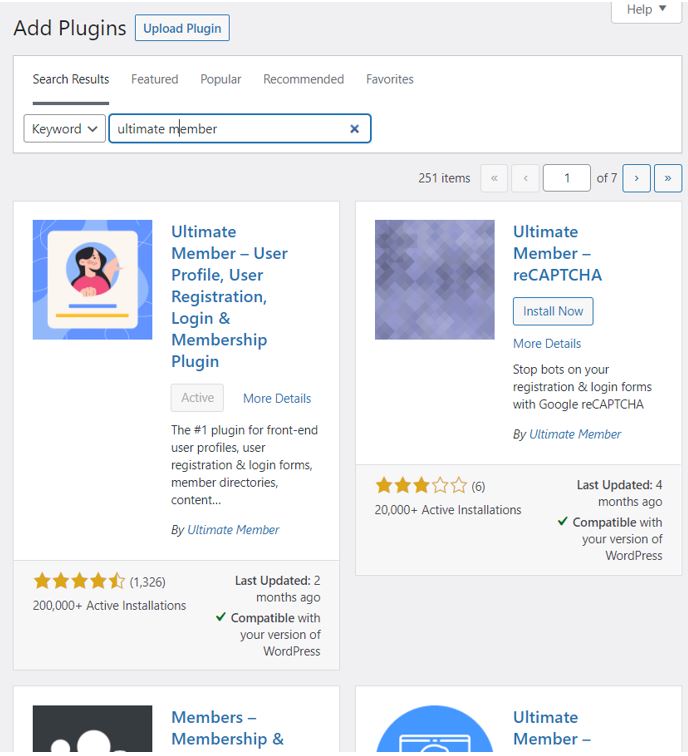 Help
Add Plugins Upload Plugin
Search Results Featured Popular Recommended Favorites
Keyword ultimate member
251 items « ‹ 1 of 7 › »
Ultimate
Member – User
Profile, User
Registration,
Login &
Membership
Plugin
Active More Details
The #1 plugin for front-end
user profiles, user
registration & login forms,
member directories,
content…
By Ultimate Member
(1,326)
200,000+ Active Installations
Last Updated: 2
months ago
Compatible with
your version of
WordPress
Ultimate
Member –
reCAPTCHA
Install Now
More Details
Stop bots on your
registration & login forms
with Google reCAPTCHA
By Ultimate Member
(6)
20,000+ Active Installations
Last Updated: 4
months ago
Compatible with
your version of
WordPress
Members –
Membership &
Ultimate
Member –